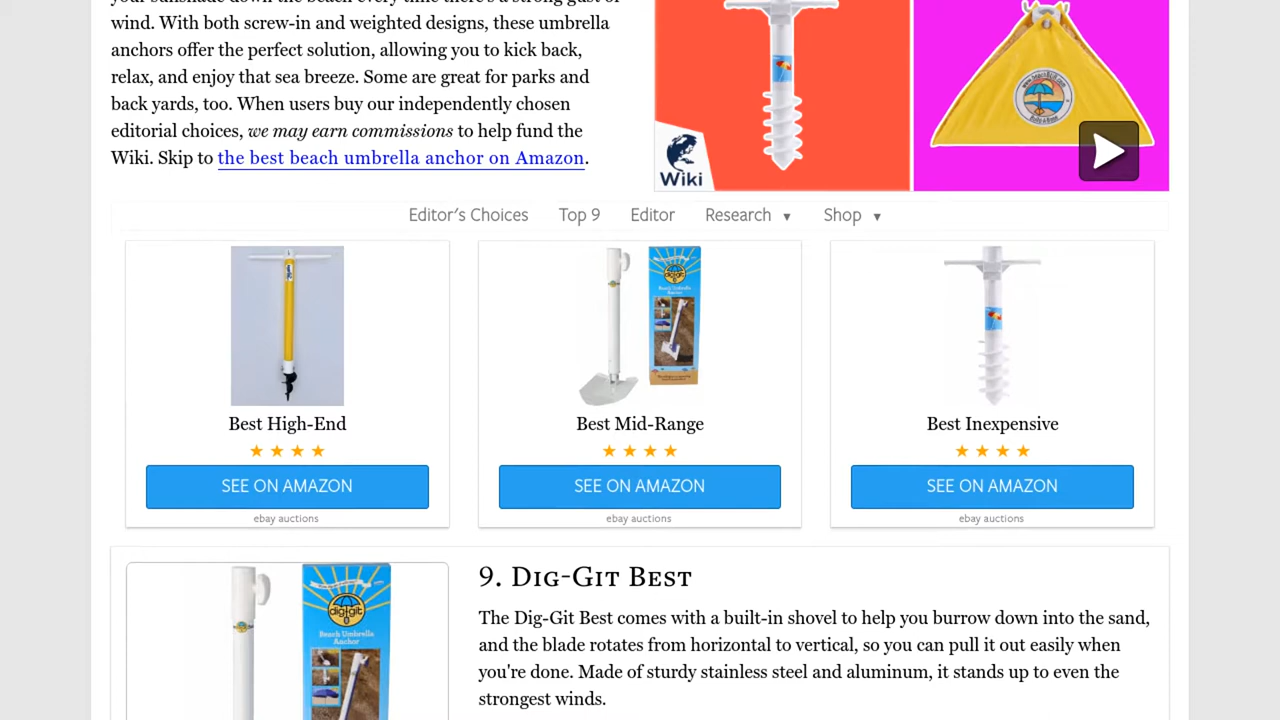 wind. With both screw-in and weighted designs, these umbrella
anchors offer the perfect solution, allowing you to kick back,
relax, and enjoy that sea breeze. Some are great for parks and
back yards, too. When users buy our independently chosen
editorial choices, we may earn commissions to help fund the
Wiki. Skip to the best beach umbrella anchor on Amazon.
Wiki
Editor's Choices Top 9 Editor Research ▼ Shop ▼
Best High-End
Best Mid-Range
Best Inexpensive
SEE ON AMAZON
SEE ON AMAZON
SEE ON AMAZON
ebay auctions
ebay auctions
ebay auctions
dig-git
Beach Umbrella
Anchor
9. Dig-Git Best
The Dig-Git Best comes with a built-in shovel to help you burrow down into the sand,
and the blade rotates from horizontal to vertical, so you can pull it out easily when
you're done. Made of sturdy stainless steel and aluminum, it stands up to even the
strongest winds.